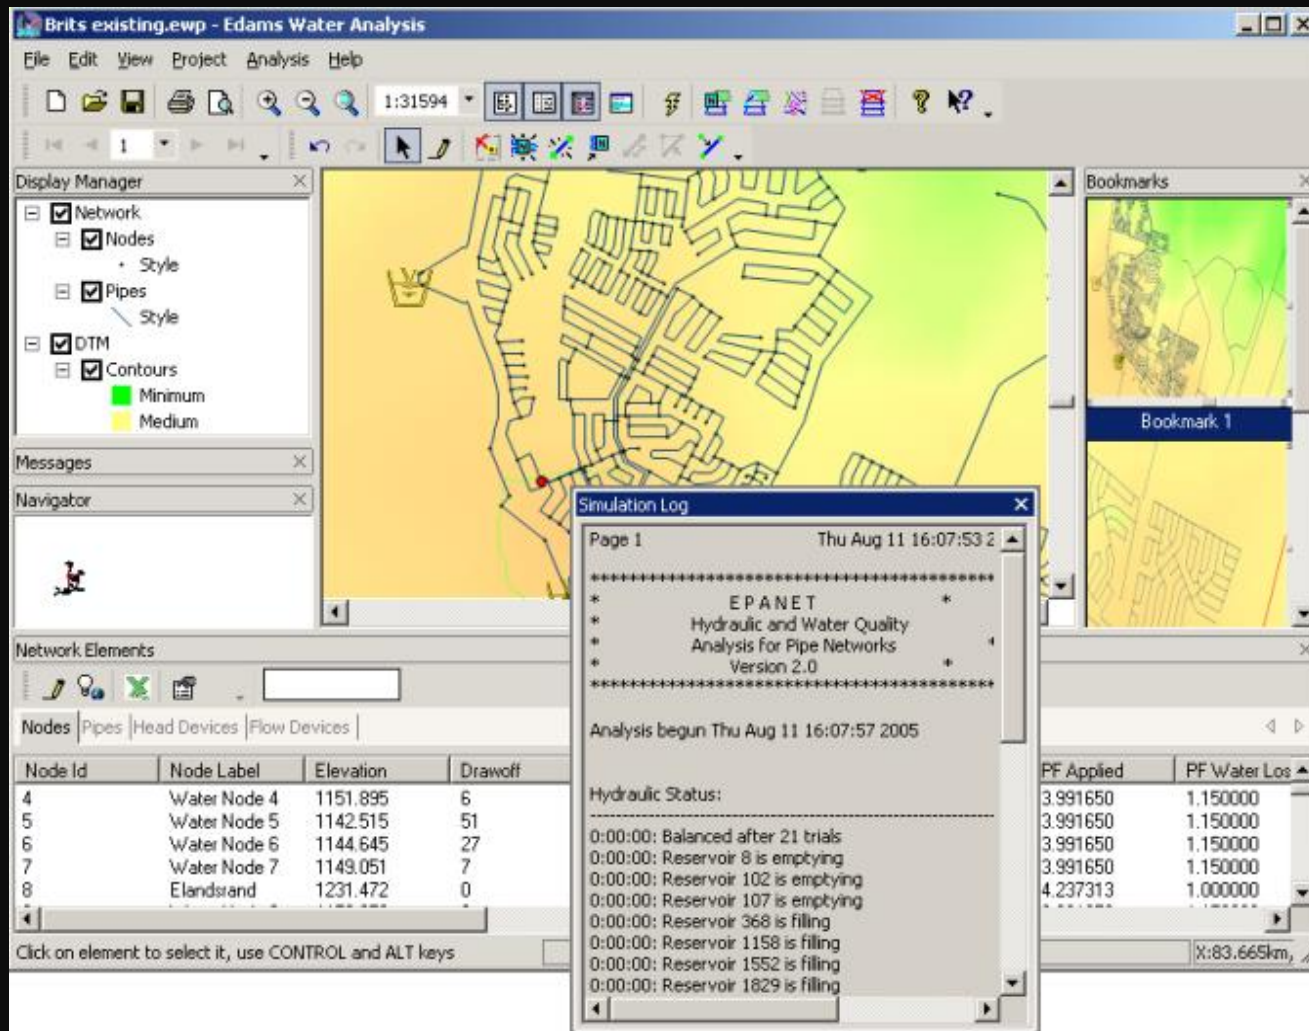 Brits existing.ewp - Edams Water Analysis
File Edit View Project Analysis Help
1:31594
1
Display Manager
Network
Nodes
Style
Pipes
Style
DTM
Contours
Minimum
Medium
Messages
Navigator
Bookmarks
Bookmark 1
Simulation Log
Page 1 Thu Aug 11 16:07:53 2
*******************************************
* E P A N E T *
* Hydraulic and Water Quality
* Analysis for Pipe Networks *
* Version 2.0 *
*******************************************
Analysis begun Thu Aug 11 16:07:57 2005
Hydraulic Status:
-----------------------------------------------------------------------
0:00:00: Balanced after 21 trials
0:00:00: Reservoir 8 is emptying
0:00:00: Reservoir 102 is emptying
0:00:00: Reservoir 107 is emptying
0:00:00: Reservoir 368 is filling
0:00:00: Reservoir 1158 is filling
0:00:00: Reservoir 1552 is filling
0:00:00: Reservoir 1829 is filling
Network Elements
Nodes Pipes Head Devices Flow Devices
Node Id Node Label Elevation Drawoff PF Applied PF Water Los
4 Water Node 4 1151.895 6 3.991650 1.150000
5 Water Node 5 1142.515 51 3.991650 1.150000
6 Water Node 6 1144.645 27 3.991650 1.150000
7 Water Node 7 1149.051 7 3.991650 1.150000
8 Elandsrand 1231.472 0 4.237313 1.000000
Click on element to select it, use CONTROL and ALT keys X:83.665km,